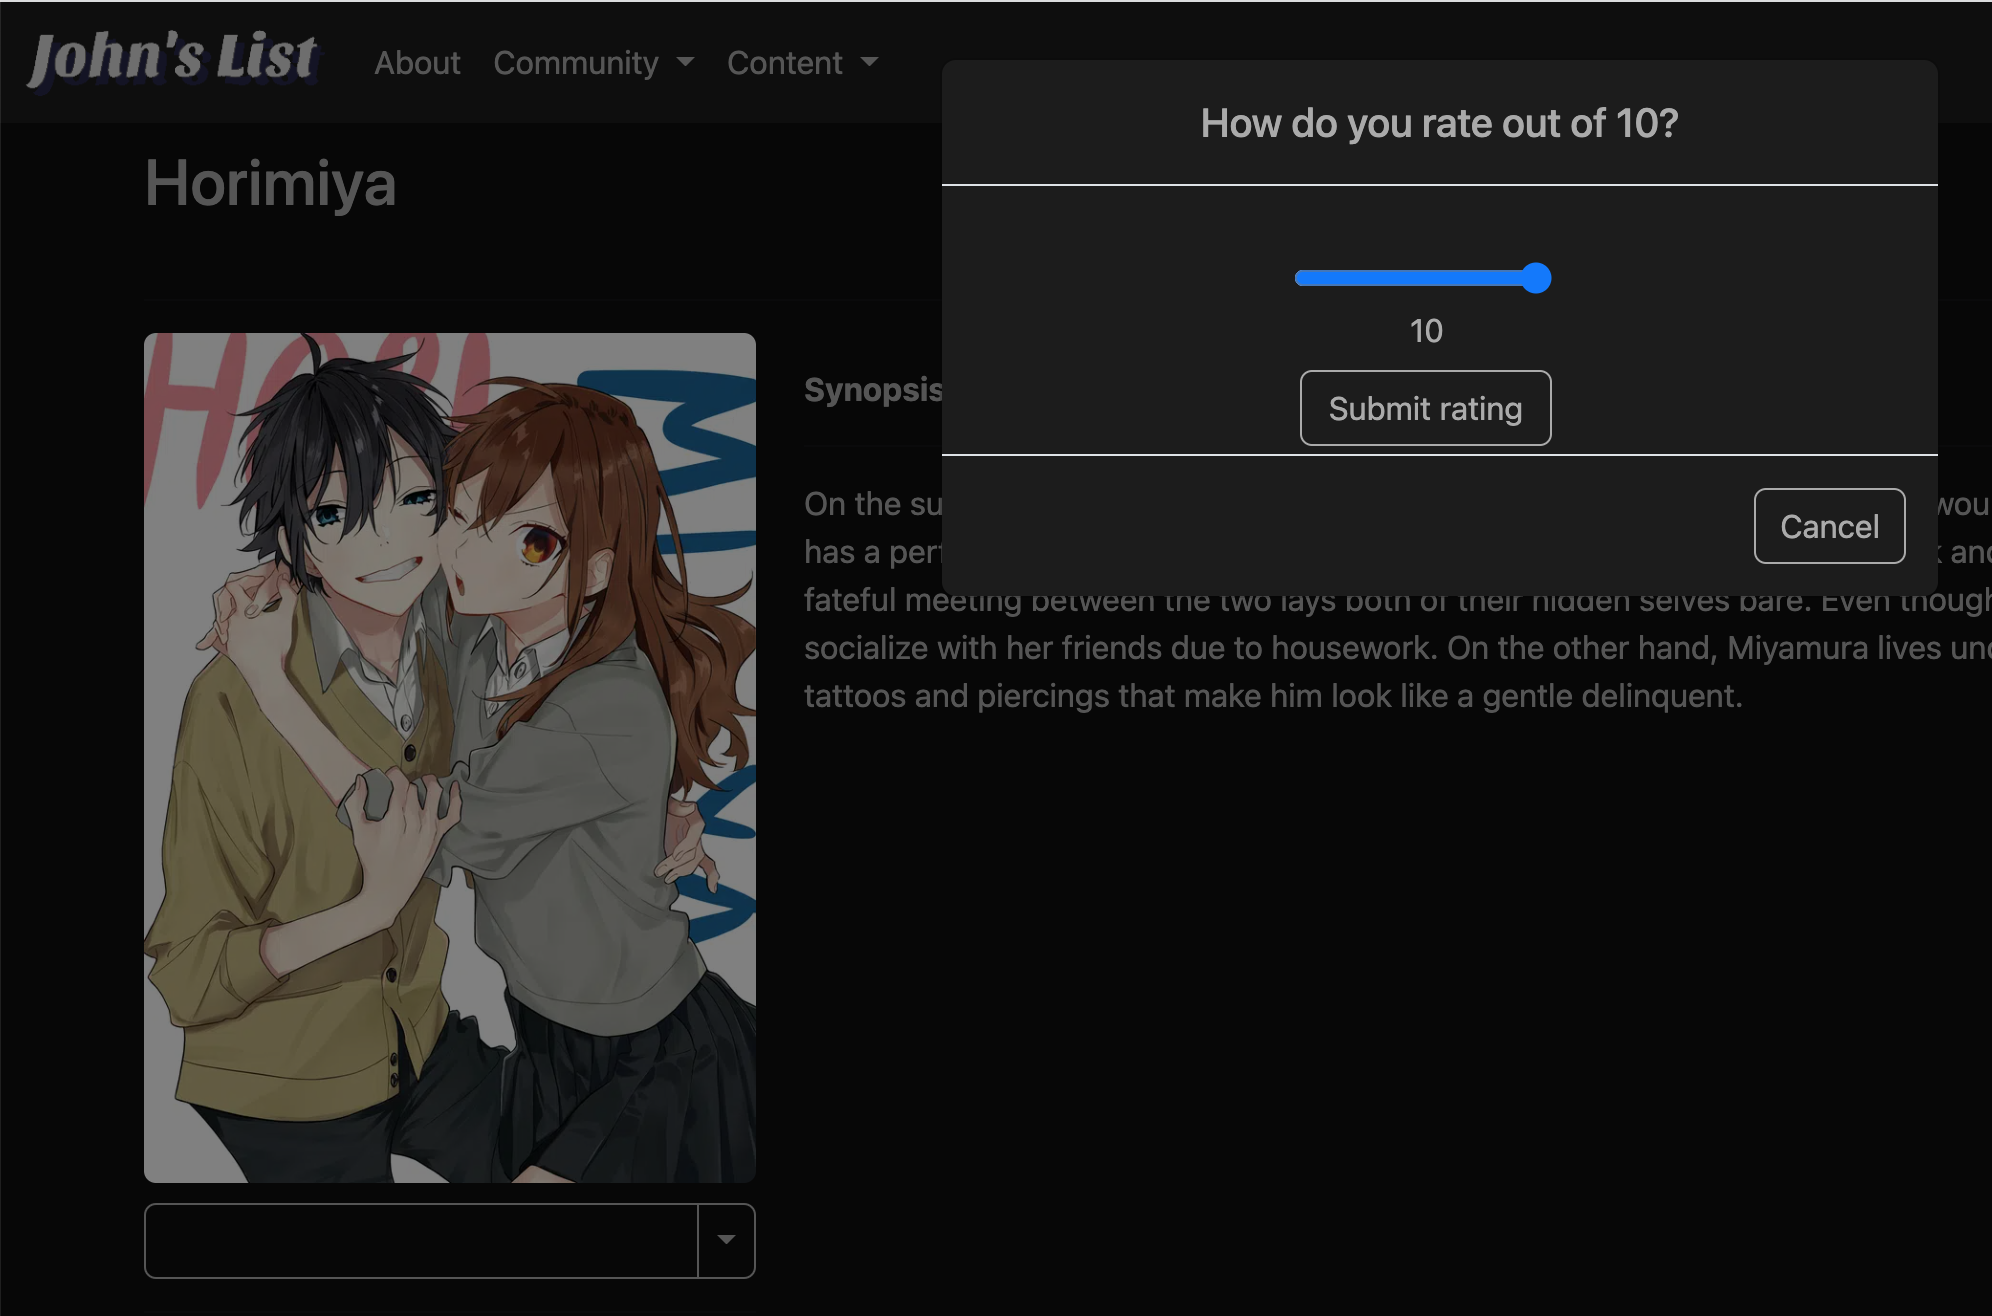 John's List
About
Community
Content
How do you rate out of 10?
Horimiya
10
Submit rating
Cancel
HORI
MI
Synopsis
On the su
wou
has a per
and
fateful meeting between the two lays both of their hidden selves bare. Even though
socialize with her friends due to housework. On the other hand, Miyamura lives und
tattoos and piercings that make him look like a gentle delinquent.